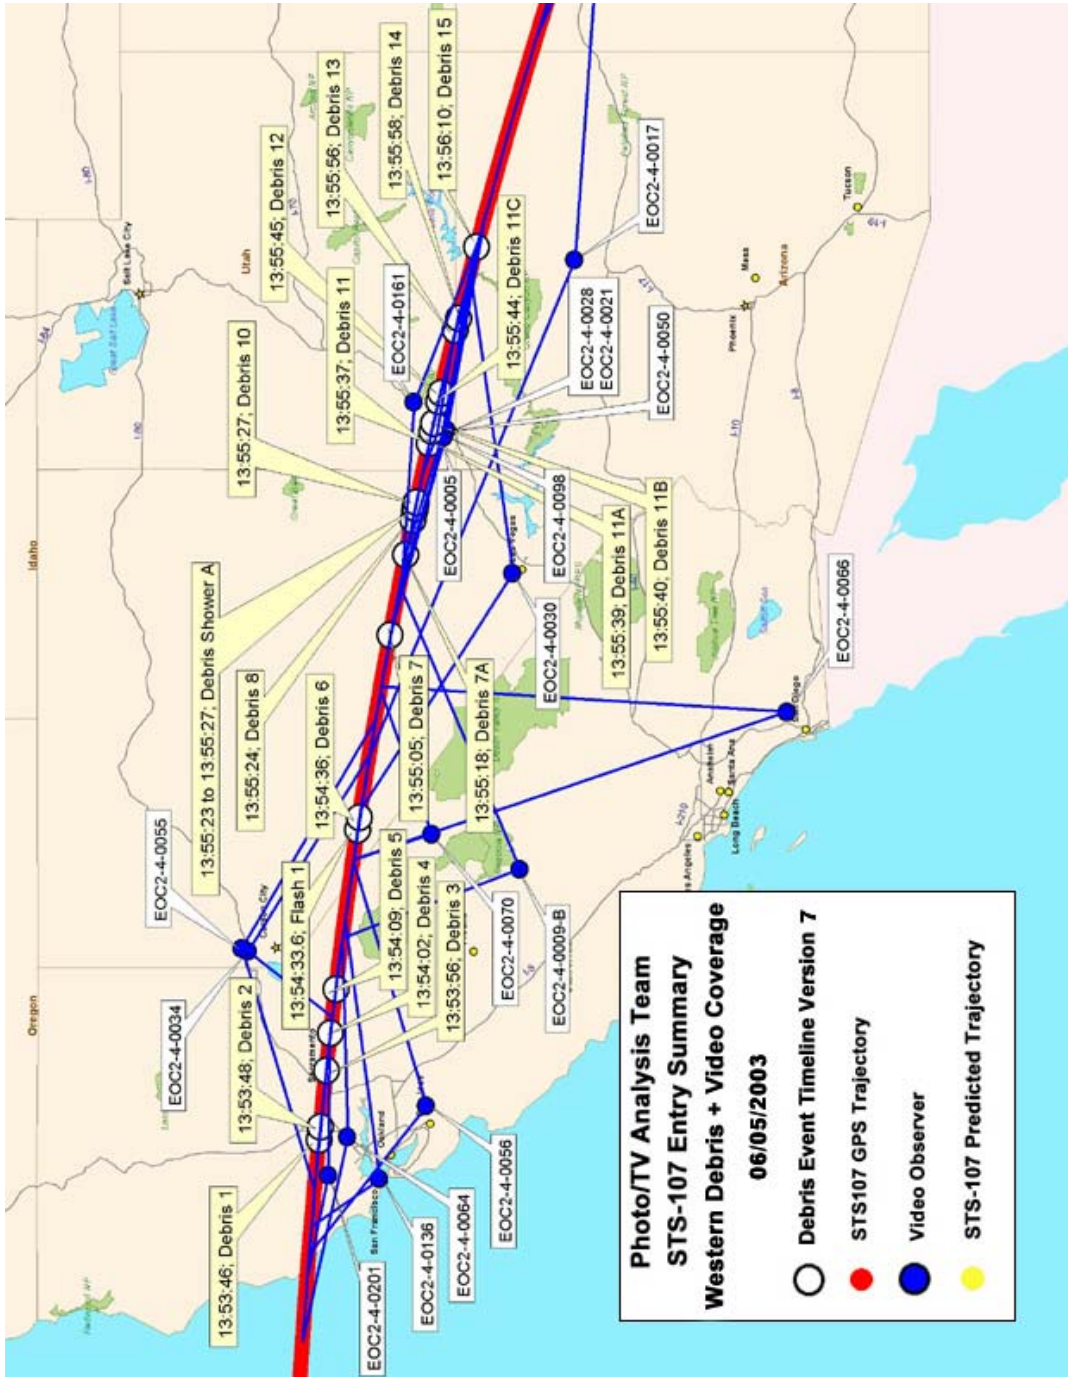 Photo/TV Analysis Team
STS-107 Entry Summary
Western Debris + Video Coverage
06/05/2003
Debris Event Timeline Version 7
STS107 GPS Trajectory
Video Observer
STS-107 Predicted Trajectory
13:53:46; Debris 1
13:53:48; Debris 2
13:53:56; Debris 3
13:54:02; Debris 4
13:54:09; Debris 5
13:54:33.6; Flash 1
13:54:36; Debris 6
13:55:05; Debris 7
13:55:18; Debris 7A
13:55:23 to 13:55:27; Debris Shower A
13:55:24; Debris 8
13:55:27; Debris 10
13:55:37; Debris 11
13:55:39; Debris 11A
13:55:40; Debris 11B
13:55:44; Debris 11C
13:55:45; Debris 12
13:55:56; Debris 13
13:55:58; Debris 14
13:56:10; Debris 15
EOC2-4-0201
EOC2-4-0136
EOC2-4-0064
EOC2-4-0056
EOC2-4-0034
EOC2-4-0055
EOC2-4-0070
EOC2-4-0009-B
EOC2-4-0066
EOC2-4-0030
EOC2-4-0005
EOC2-4-0098
EOC2-4-0161
EOC2-4-0028
EOC2-4-0021
EOC2-4-0050
EOC2-4-0017
Oregon
Idaho
Utah
Arizona
Salt Lake City
Great Salt Lake
Sacramento
San Francisco
Oakland
Long Beach
Anaheim
Santa Ana
Phoenix
Mesa
Tucson
I-84
I-80
I-80
I-70
I-17
I-10
I-8